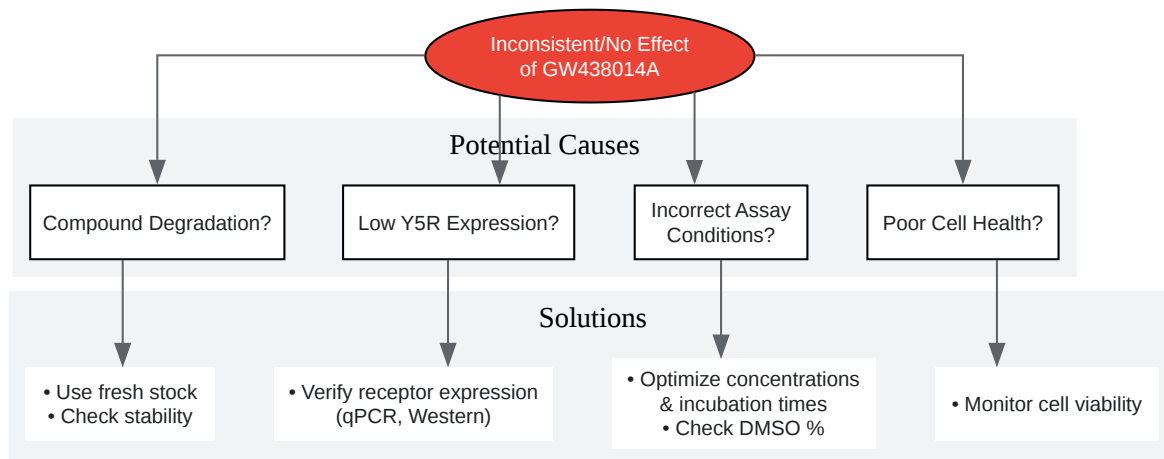 Inconsistent/No Effect
of GW438014A
Potential Causes
Compound Degradation?
Low Y5R Expression?
Incorrect Assay
Conditions?
Poor Cell Health?
Solutions
• Use fresh stock
• Check stability
• Verify receptor expression
(qPCR, Western)
• Optimize concentrations
& incubation times
• Check DMSO %
• Monitor cell viability